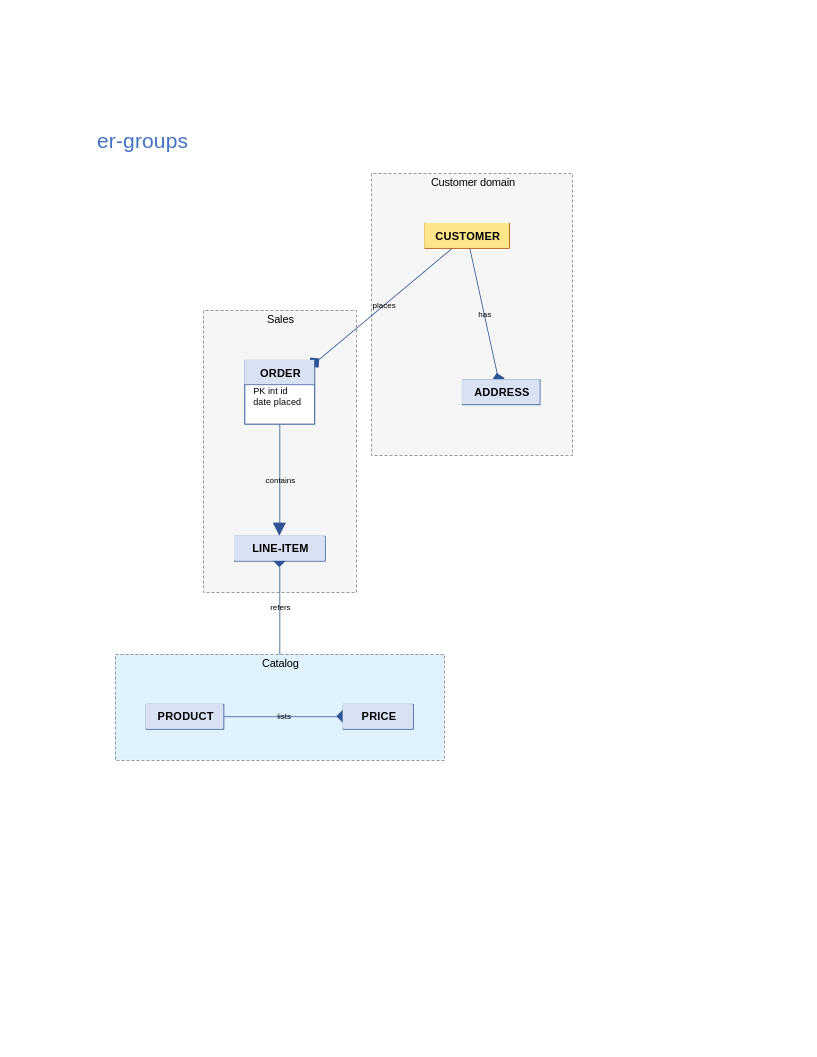 er-groups
Customer domain
CUSTOMER
places
has
Sales
ORDER
PK int id
date placed
ADDRESS
contains
LINE-ITEM
refers
Catalog
PRODUCT
lists
PRICE